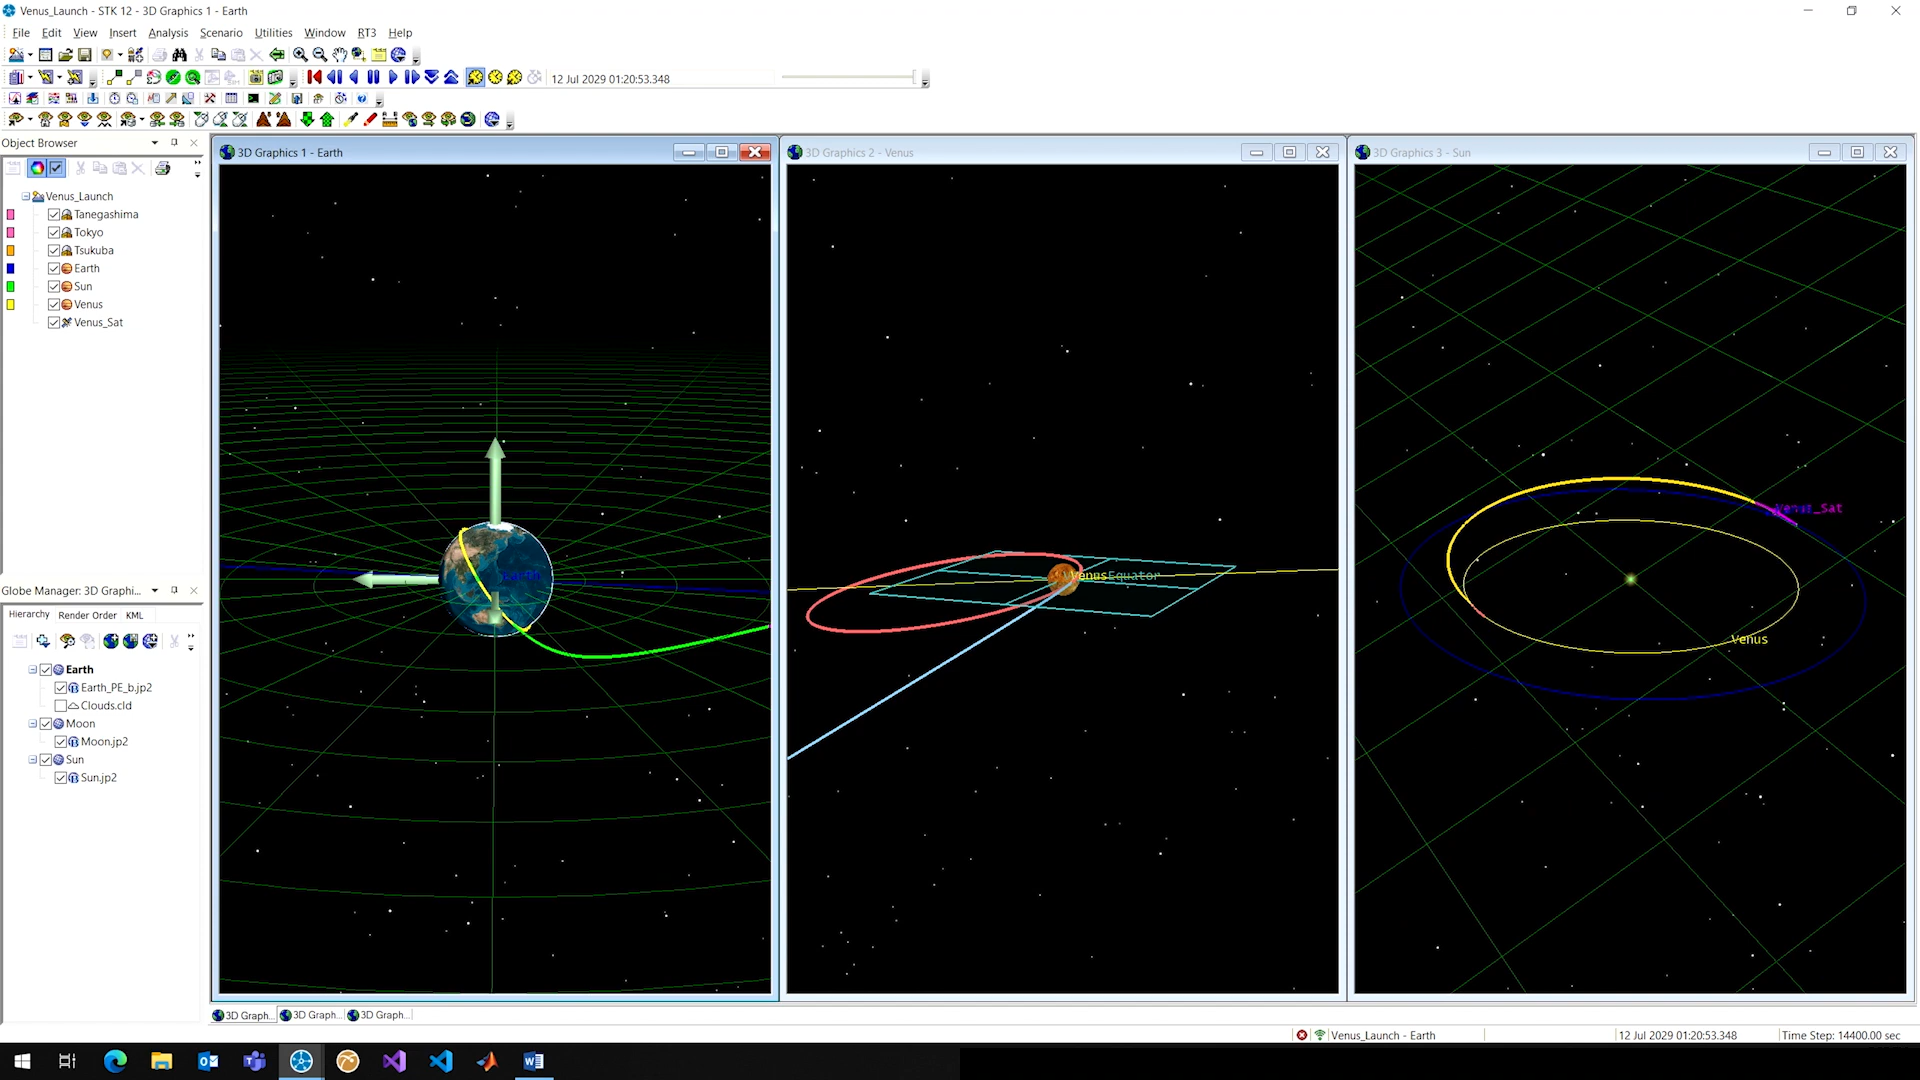 Venus_Launch - STK 12 - 3D Graphics 1 - Earth
File Edit View Insert Analysis Scenario Utilities Window RT3 Help
12 Jul 2029 01:20:53.348
Object Browser
Venus_Launch
Tanegashima
Tokyo
Tsukuba
Earth
Sun
Venus
Venus_Sat
Globe Manager: 3D Graphi...
Hierarchy Render Order KML
Earth
Earth_PE_b.jp2
Clouds.cld
Moon
Moon.jp2
Sun
Sun.jp2
3D Graphics 1 - Earth
Earth
3D Graphics 2 - Venus
VenusEquator
3D Graphics 3 - Sun
Venus_Sat
Venus
3D Graph... 3D Graph... 3D Graph...
Venus_Launch - Earth 12 Jul 2029 01:20:53.348 Time Step: 14400.00 sec